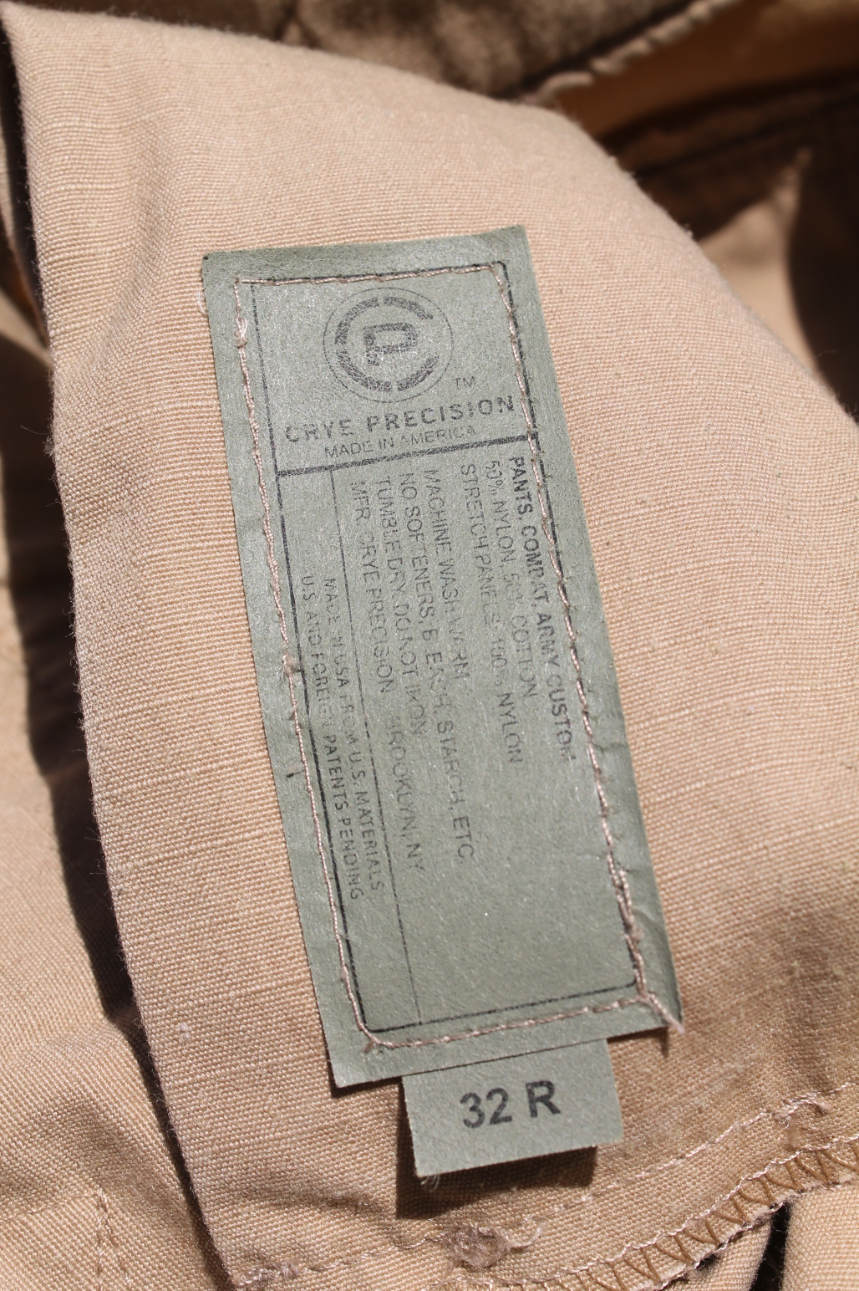 CP
TM
CRYE PRECISION
MADE IN AMERICA
PANTS, COMBAT, ARMY CUSTOM
50% NYLON, 50% COTTON
STRETCH PANELS: 100% NYLON
MACHINE WASH WARM
NO SOFTENERS, BLEACH, STARCH, ETC.
TUMBLE DRY, DO NOT IRON
MFR: CRYE PRECISION BROOKLYN, NY
MADE IN USA FROM U.S. MATERIALS
U.S. AND FOREIGN PATENTS PENDING
32 R